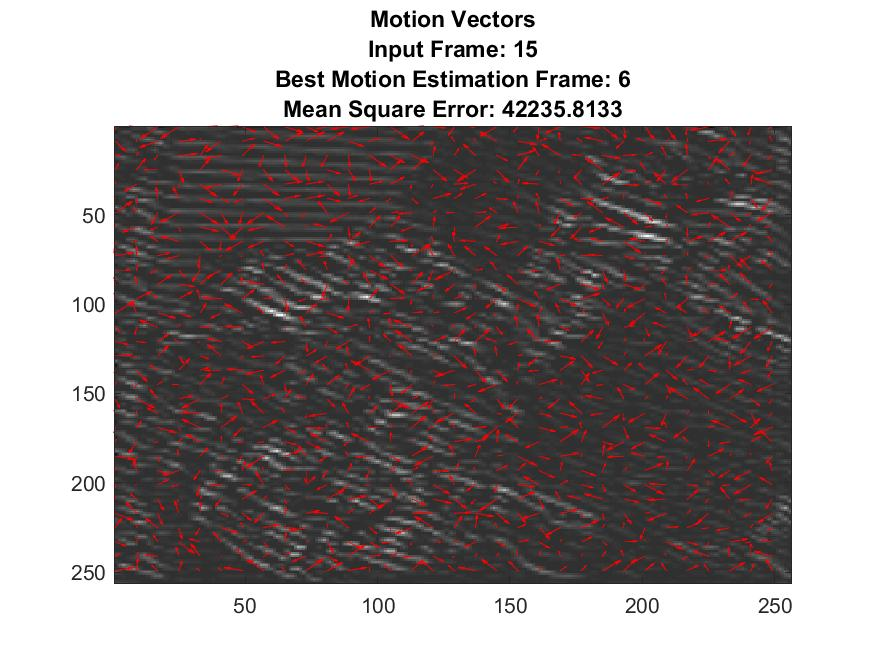 Motion Vectors
Input Frame: 15
Best Motion Estimation Frame: 6
Mean Square Error: 42235.8133
50
100
150
200
250
50 100 150 200 250